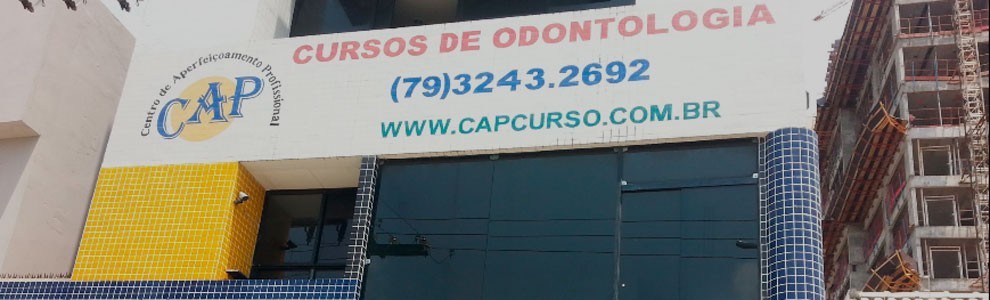 CURSOS DE ODONTOLOGIA
Centro de Aperfeiçoamento Profissional
CAP
(79)3243.2692
WWW.CAPCURSO.COM.BR